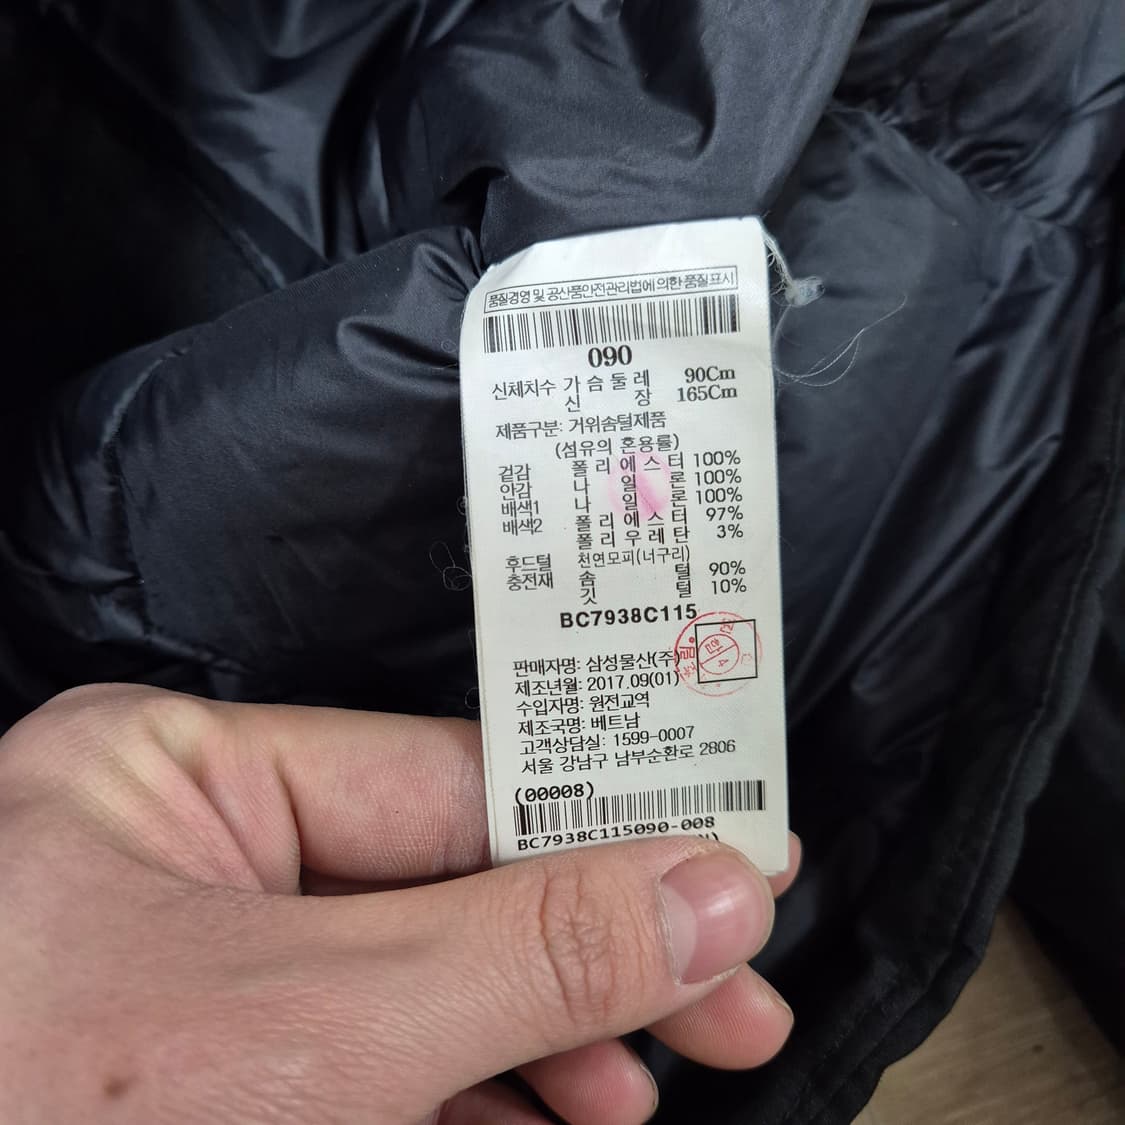 품질경영 및 공산품안전관리법에 의한 품질표시
090
신체치수 가슴둘레 90Cm
신장 165Cm
제품구분: 거위솜털제품
(섬유의 혼용률)
겉감 폴리에스터 100%
안감 나일론 100%
배색1 나일론 100%
배색2 폴리에스터 97%
폴리우레탄 3%
후드털 천연모피(너구리)
충전재 솜털 90%
깃털 10%
BC7938C115
판매자명: 삼성물산(주)
제조년월: 2017.09(01)
수입자명: 원전교역
제조국명: 베트남
고객상담실: 1599-0007
서울 강남구 남부순환로 2806
(00008)
BC7938C115090-008